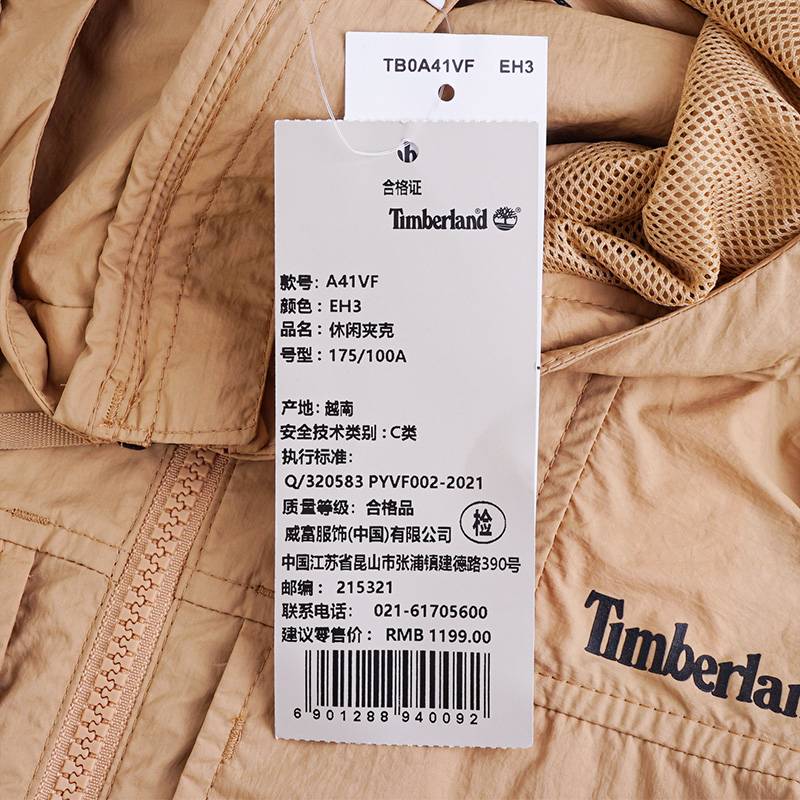 TB0A41VF EH3
合格证
Timberland
款号: A41VF
颜色: EH3
品名: 休闲夹克
号型: 175/100A
产地: 越南
安全技术类别: C类
执行标准:
Q/320583 PYVF002-2021
质量等级: 合格品
威富服饰(中国)有限公司
检
中国江苏省昆山市张浦镇建德路390号
邮编: 215321
联系电话: 021-61705600
建议零售价: RMB 1199.00
6 901288 940092
Timberlan